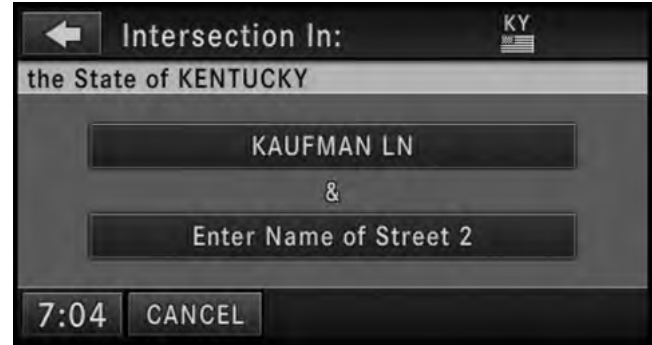 Intersection In:
KY
the State of KENTUCKY
KAUFMAN LN
&
Enter Name of Street 2
7:04 CANCEL